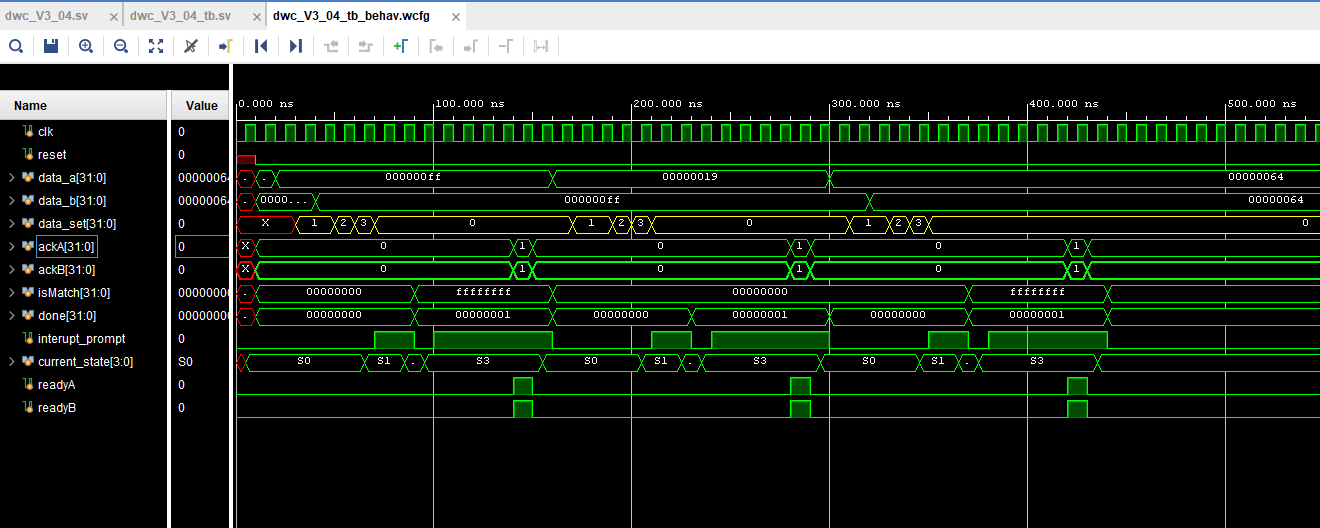 dwc_V3_04.sv × dwc_V3_04_tb.sv × dwc_V3_04_tb_behav.wcfg ×
Name Value 0.000 ns 100.000 ns 200.000 ns 300.000 ns 400.000 ns 500.000 ns
clk 0
reset 0
data_a[31:0] 00000064 . . 000000ff 00000019 00000064
data_b[31:0] 00000064 . 0000... 000000ff 00000064
data_set[31:0] 0 X 1 2 3 0 1 2 3 0 1 2 3 0
ackA[31:0] 0 X 0 1 0 1 0 1
ackB[31:0] 0 X 0 1 0 1 0 1
isMatch[31:0] 00000000 . 00000000 ffffffff 00000000 ffffffff
done[31:0] 00000000 . 00000000 00000001 00000000 00000001 00000000 00000001
interupt_prompt 0
current_state[3:0] S0 S0 S1 . S3 S0 S1 . S3 S0 S1 . S3
readyA 0
readyB 0